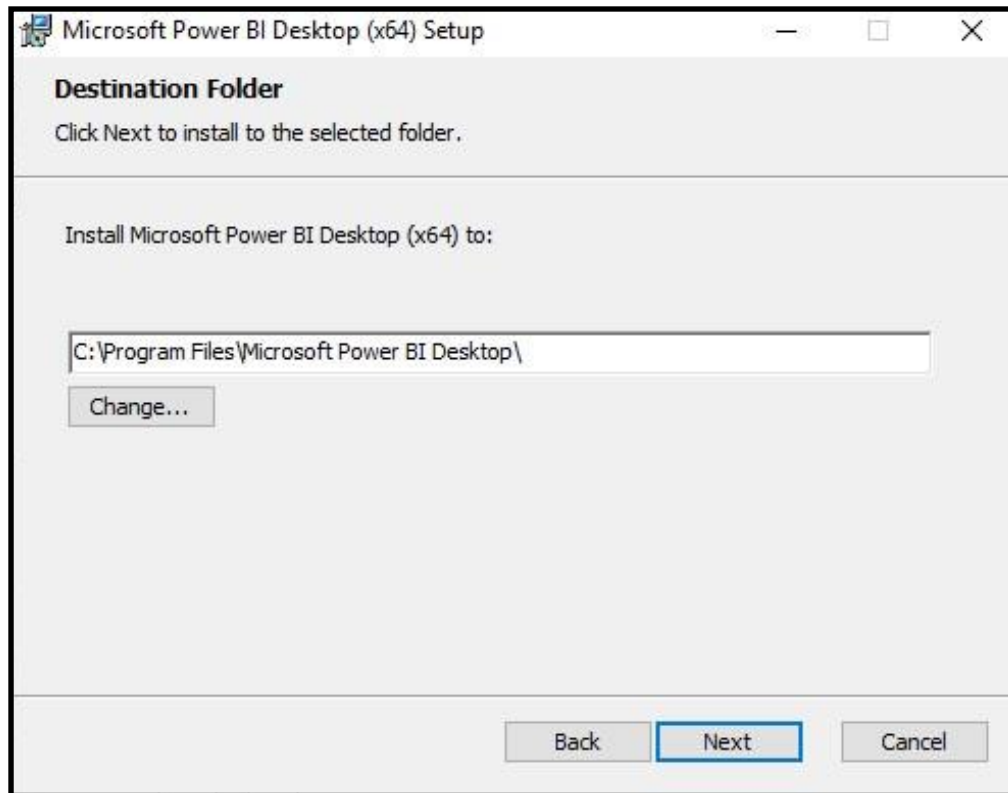 Microsoft Power BI Desktop (x64) Setup
Destination Folder
Click Next to install to the selected folder.
Install Microsoft Power BI Desktop (x64) to:
C:\Program Files\Microsoft Power BI Desktop\
Change...
Back Next Cancel